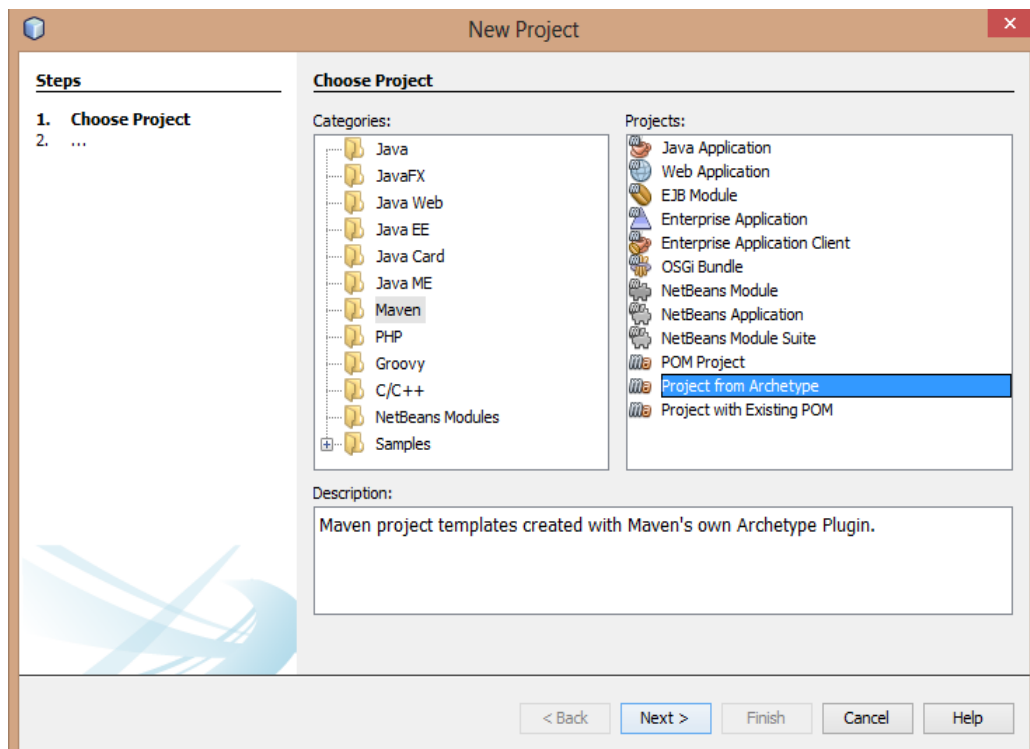 New Project
Steps
1. Choose Project
2. ...
Choose Project
Categories:
Java
JavaFX
Java Web
Java EE
Java Card
Java ME
Maven
PHP
Groovy
C/C++
NetBeans Modules
Samples
Projects:
Java Application
Web Application
EJB Module
Enterprise Application
Enterprise Application Client
OSGi Bundle
NetBeans Module
NetBeans Application
NetBeans Module Suite
POM Project
Project from Archetype
Project with Existing POM
Description:
Maven project templates created with Maven's own Archetype Plugin.
< Back
Next >
Finish
Cancel
Help